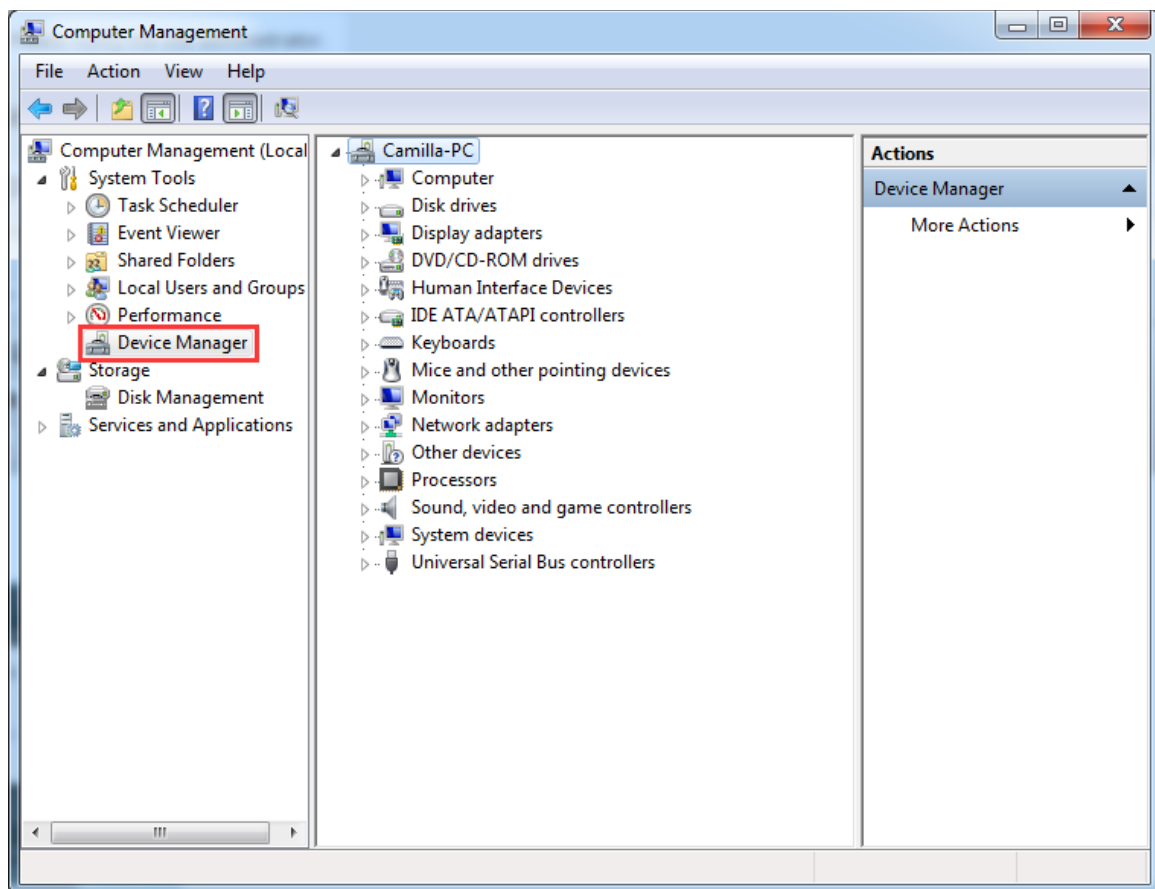 Computer Management
File Action View Help
Computer Management (Local
System Tools
Task Scheduler
Event Viewer
Shared Folders
Local Users and Groups
Performance
Device Manager
Storage
Disk Management
Services and Applications
Camilla-PC
Computer
Disk drives
Display adapters
DVD/CD-ROM drives
Human Interface Devices
IDE ATA/ATAPI controllers
Keyboards
Mice and other pointing devices
Monitors
Network adapters
Other devices
Processors
Sound, video and game controllers
System devices
Universal Serial Bus controllers
Actions
Device Manager
More Actions